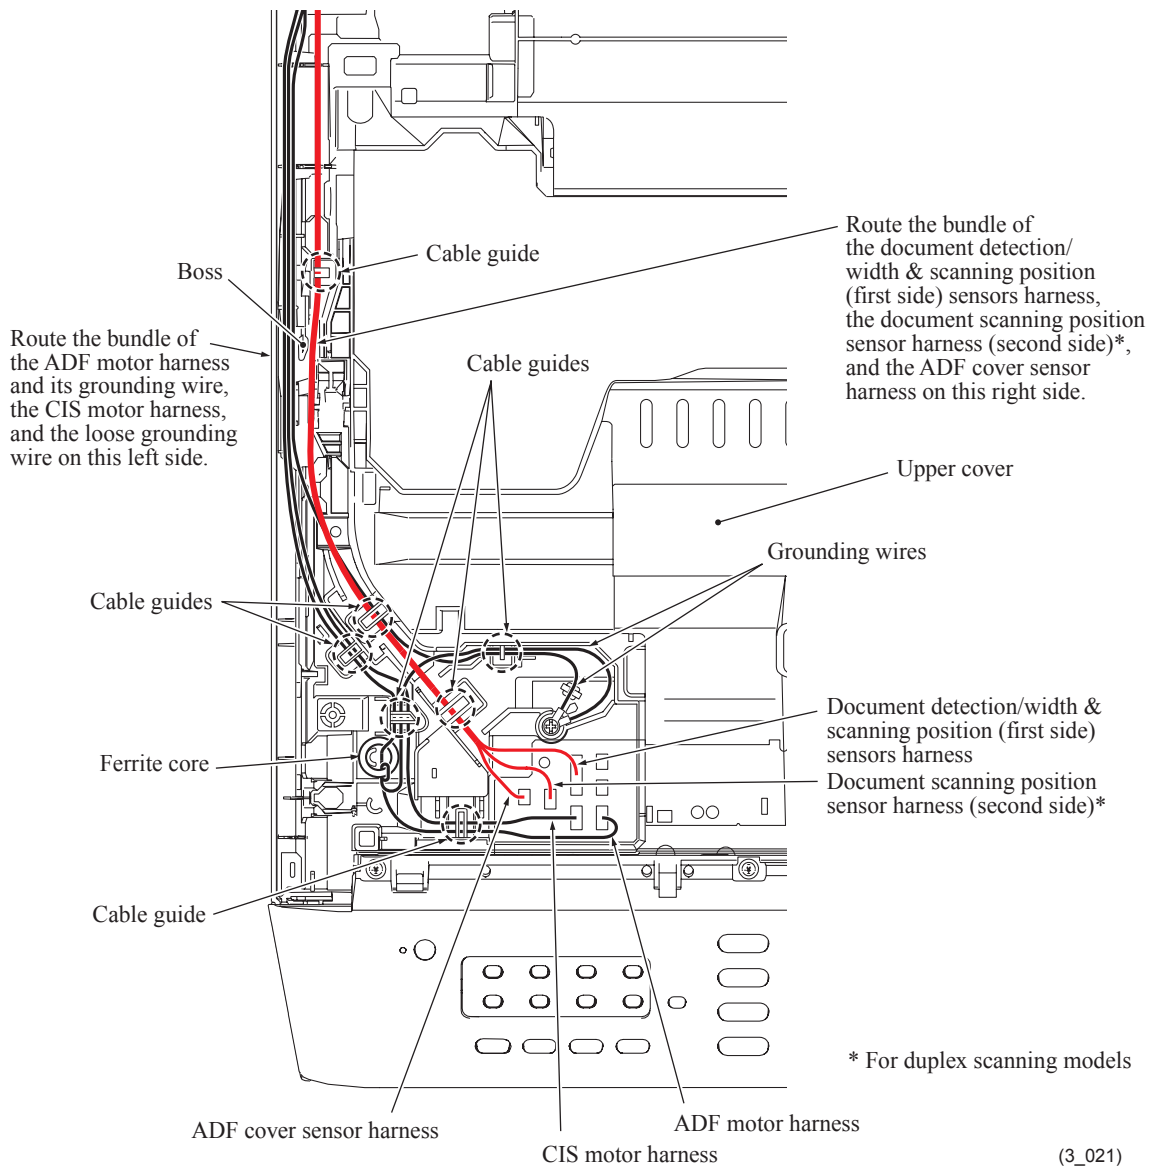 Route the bundle of
the document detection/
width & scanning position
(first side) sensors harness,
the document scanning position
sensor harness (second side)*,
and the ADF cover sensor
harness on this right side.
Cable guide
Boss
Route the bundle of
the ADF motor harness
and its grounding wire,
the CIS motor harness,
and the loose grounding
wire on this left side.
Cable guides
Upper cover
Grounding wires
Cable guides
Document detection/width &
scanning position (first side)
sensors harness
Ferrite core
Document scanning position
sensor harness (second side)*
Cable guide
* For duplex scanning models
ADF cover sensor harness
ADF motor harness
CIS motor harness
(3_021)